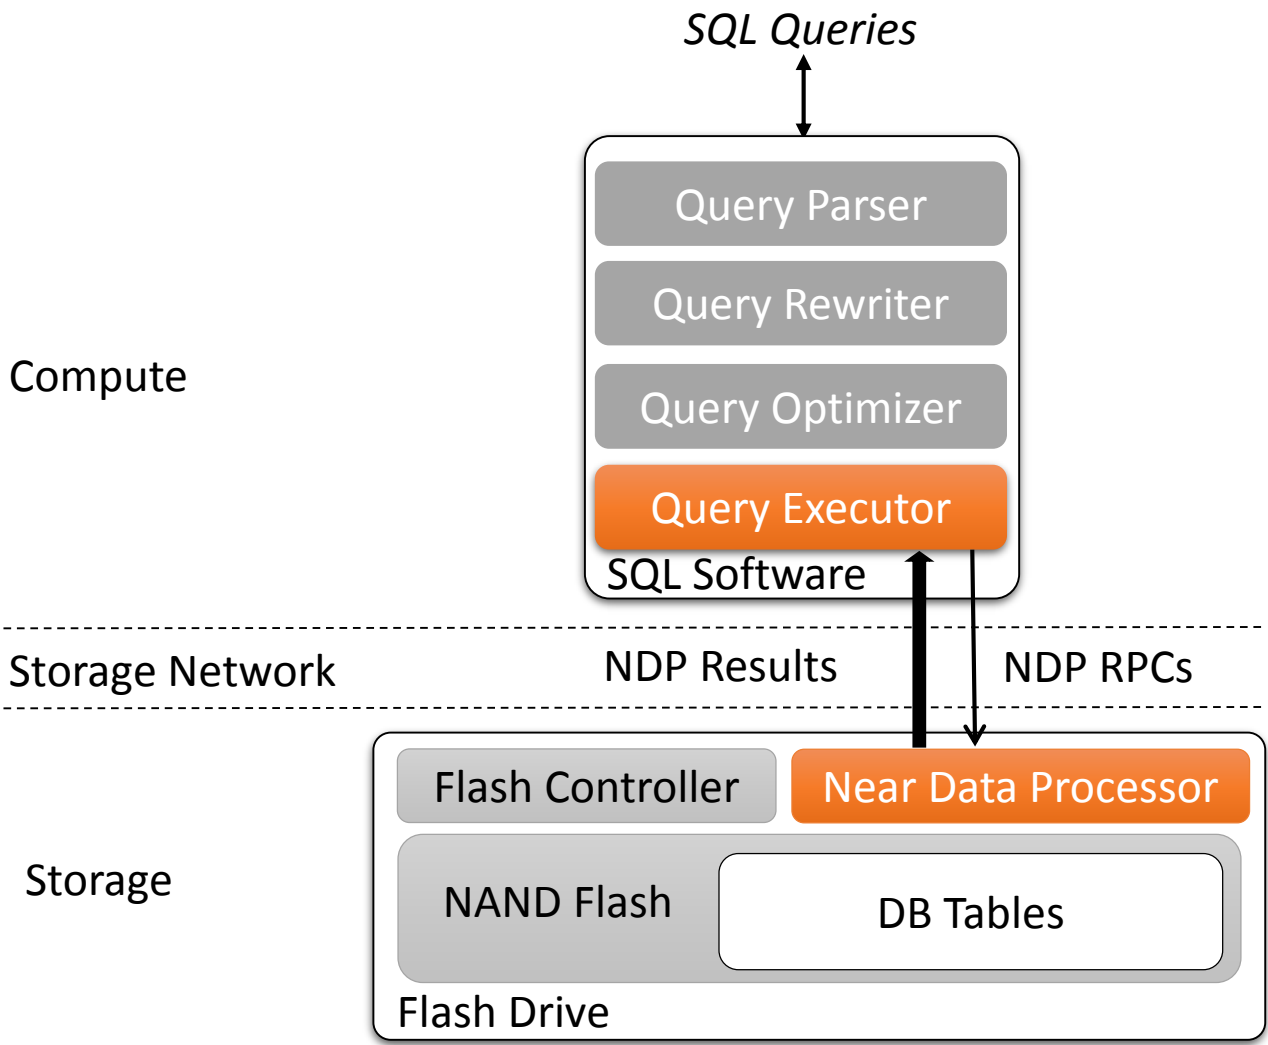 SQL Queries
Query Parser
Query Rewriter
Compute
Query Optimizer
Query Executor
SQL Software
Storage Network
NDP Results
NDP RPCs
Flash Controller
Near Data Processor
Storage
NAND Flash
DB Tables
Flash Drive